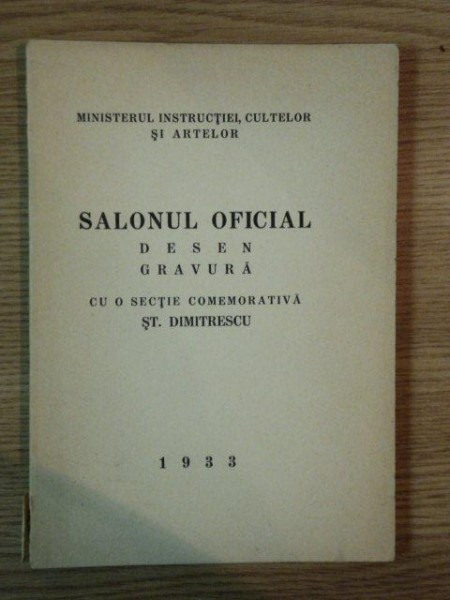 MINISTERUL INSTRUCŢIEI, CULTELOR
ŞI ARTELOR
SALONUL OFICIAL
DESEN
GRAVURĂ
CU O SECŢIE COMEMORATIVĂ
ŞT. DIMITRESCU
1933